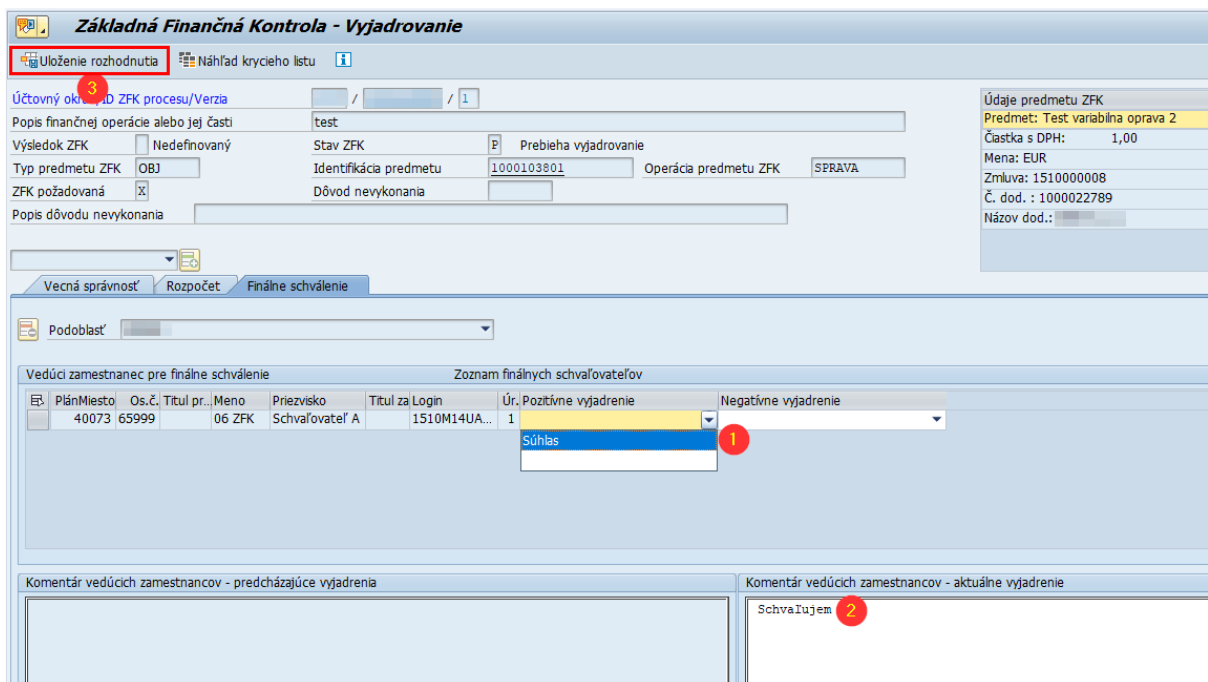 Základná Finančná Kontrola - Vyjadrovanie
Uloženie rozhodnutia Náhľad krycieho listu
3
Účtovný okr ID ZFK procesu/Verzia / / 1
Popis finančnej operácie alebo jej časti test
Výsledok ZFK Nedefinovaný Stav ZFK P Prebieha vyjadrovanie
Typ predmetu ZFK OBJ Identifikácia predmetu 1000103801 Operácia predmetu ZFK SPRAVA
ZFK požadovaná X Dôvod nevykonania
Popis dôvodu nevykonania
Údaje predmetu ZFK
Predmet: Test variabilna oprava 2
Čiastka s DPH: 1,00
Mena: EUR
Zmluva: 1510000008
Č. dod. : 1000022789
Názov dod.:
Vecná správnosť Rozpočet Finálne schválenie
Podoblasť
Vedúci zamestnanec pre finálne schválenie Zoznam finálnych schvaľovateľov
PlánMiesto Os.č. Titul pr... Meno Priezvisko Titul za Login Úr. Pozitívne vyjadrenie Negatívne vyjadrenie
40073 65999 06 ZFK Schvaľovateľ A 1510M14UA... 1
Súhlas 1
Komentár vedúcich zamestnancov - predchádzajúce vyjadrenia
Komentár vedúcich zamestnancov - aktuálne vyjadrenie
Schvaľujem 2